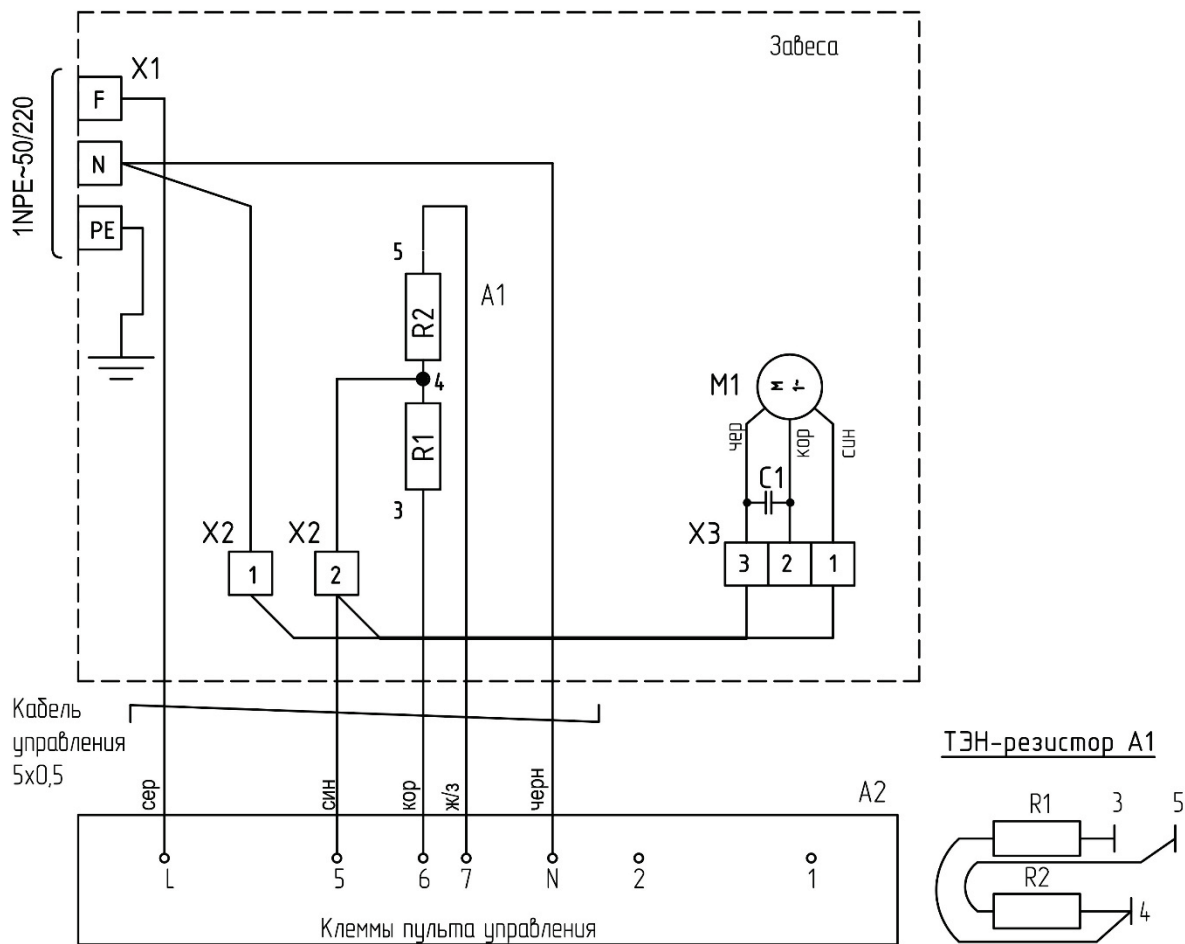 Завеса
X1
1NPE~50/220
F
N
PE
5
A1
R2
4
R1
3
M1
чер
кор
син
C1
X2
X2
X3
1
2
3
2
1
Кабель
управления
5х0,5
сер
син
кор
ж/з
черн
A2
L
5
6
7
N
2
1
Клеммы пульта управления
ТЭН-резистор А1
R1
3
5
R2
4